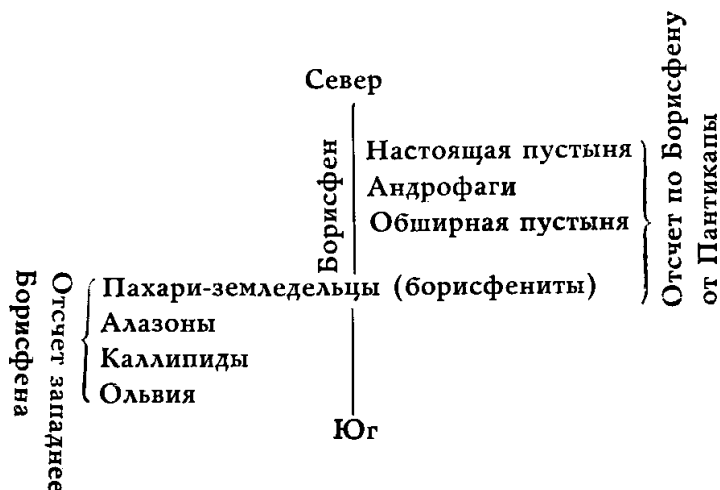 Север
Борисфен
Настоящая пустыня
Андрофаги
Обширная пустыня
Отсчет по Борисфену
от Пантикапы
Пахари-земледельцы (борисфениты)
Алазоны
Каллипиды
Ольвия
Отсчет западнее
Борисфена
Юг